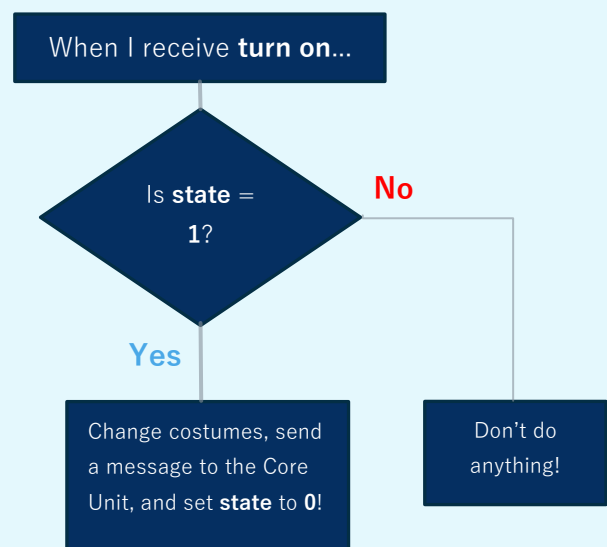 When I receive turn on...
Is state =
1?
No
Yes
Change costumes, send
a message to the Core
Unit, and set state to 0!
Don't do
anything!